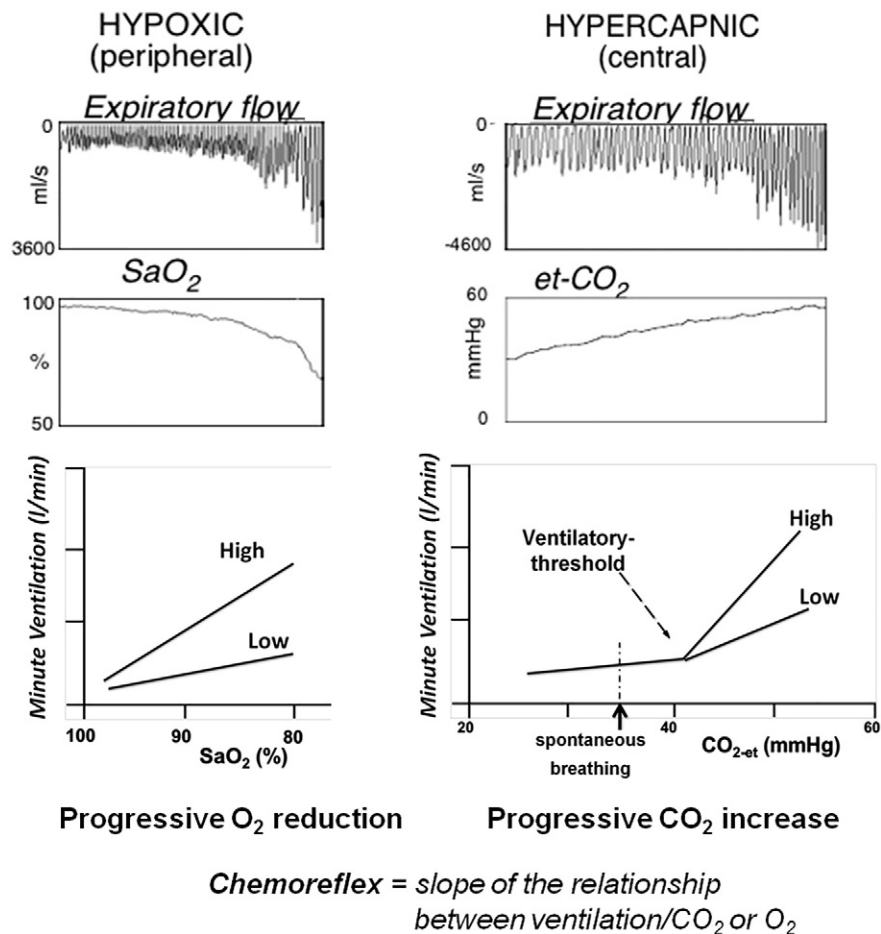 HYPOXIC
(peripheral)
Expiratory flow
0
ml/s
3600
SaO2
100
%
50
Minute Ventilation (l/min)
High
Low
100
90
80
SaO2 (%)
Progressive O2 reduction
HYPERCAPNIC
(central)
Expiratory flow
0-
ml/s
-4600
et-CO2
60
mmHg
0
Minute Ventilation (l/min)
Ventilatory-
threshold
High
Low
20
40
60
spontaneous
breathing
CO2-et (mmHg)
Progressive CO2 increase
Chemoreflex = slope of the relationship
between ventilation/CO2 or O2